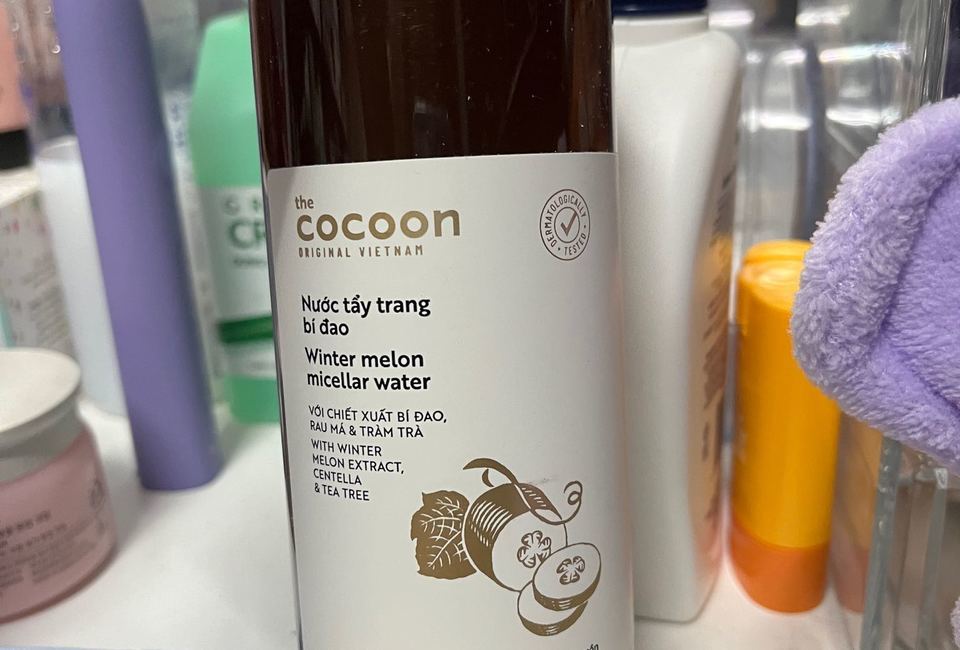 the
cocoon
ORIGINAL VIETNAM
DERMATOLOGICALLY
• TESTED •
Nước tẩy trang
bí đao
Winter melon
micellar water
VỚI CHIẾT XUẤT BÍ ĐAO,
RAU MÁ & TRÀM TRÀ
WITH WINTER
MELON EXTRACT,
CENTELLA
& TEA TREE